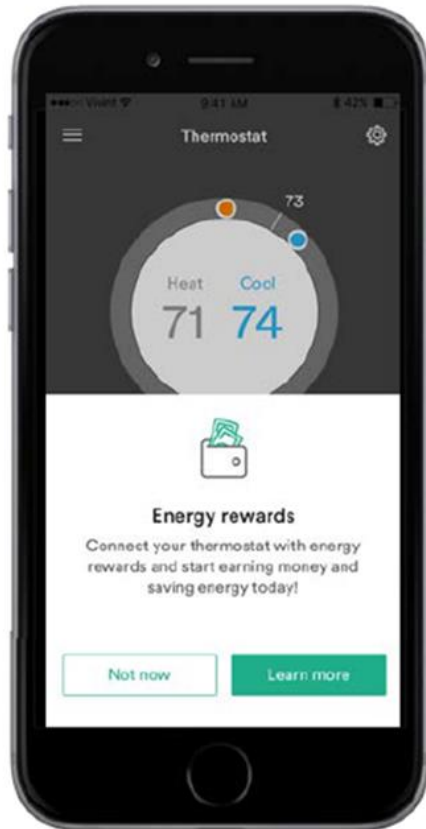 Vivint
9:41 AM
42%
Thermostat
73
Heat Cool
71 74
Energy rewards
Connect your thermostat with energy
rewards and start earning money and
saving energy today!
Not now
Learn more